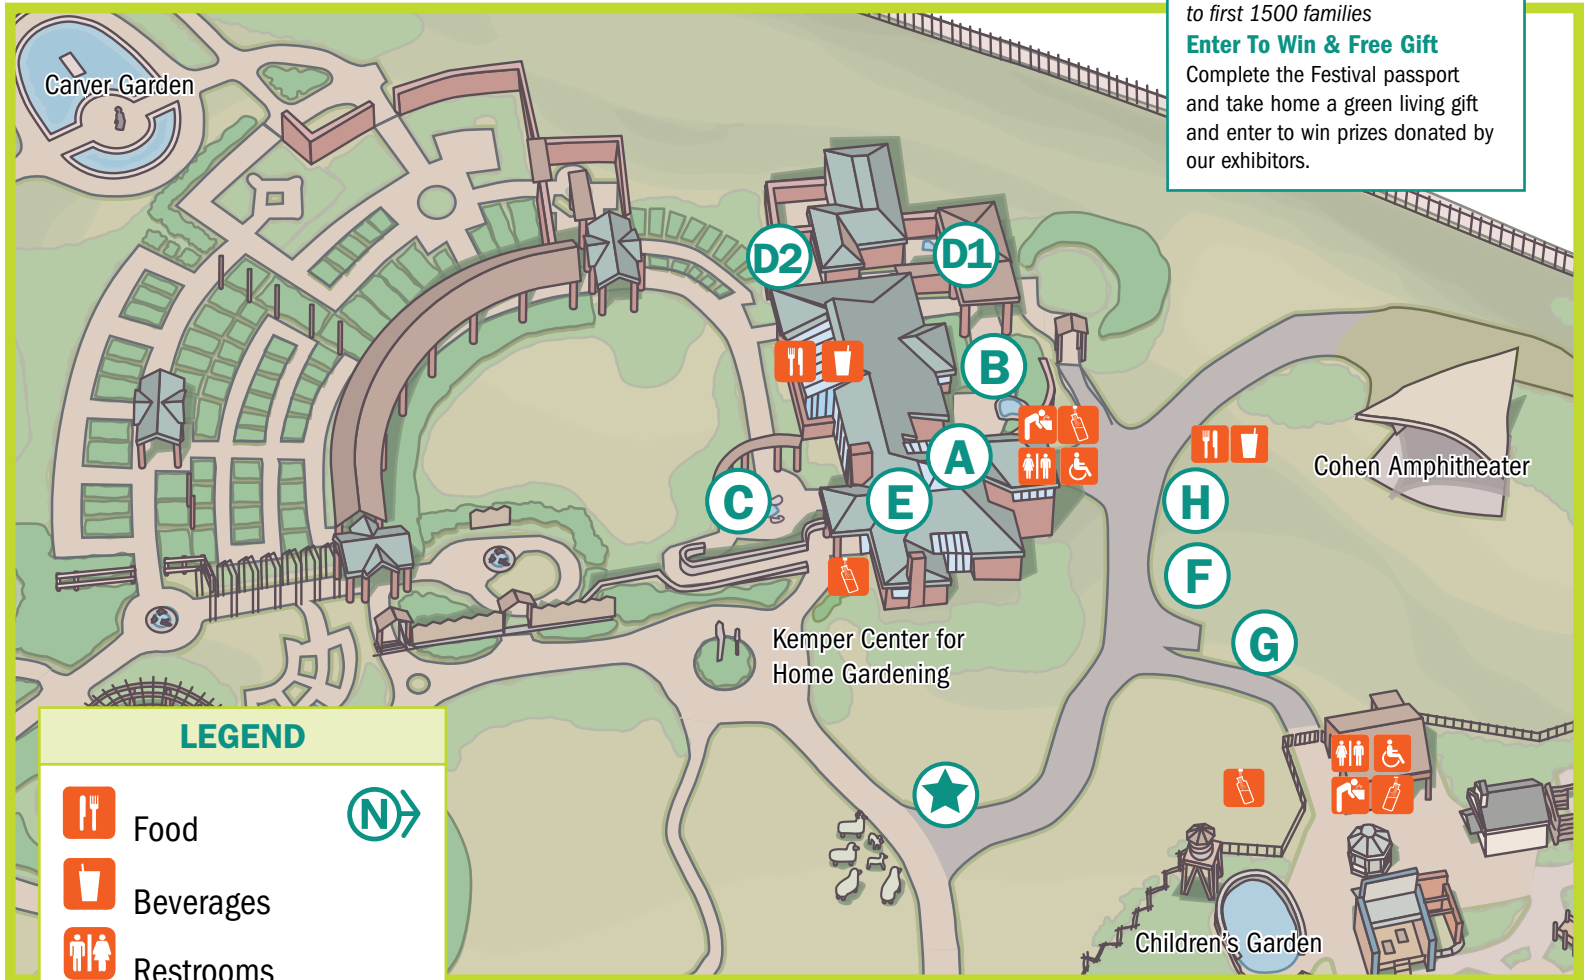 to first 1500 families
Enter To Win & Free Gift
Complete the Festival passport
and take home a green living gift
and enter to win prizes donated by
our exhibitors.
Carver Garden
D2
D1
B
A
C
E
H
F
G
Cohen Amphitheater
Kemper Center for
Home Gardening
LEGEND
N
Food
Beverages
Restrooms
Children's Garden